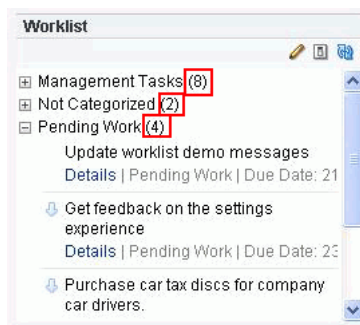 Worklist
Management Tasks (8)
Not Categorized (2)
Pending Work (4)
Update worklist demo messages
Details | Pending Work | Due Date: 21
Get feedback on the settings
experience
Details | Pending Work | Due Date: 23
Purchase car tax discs for company
car drivers.